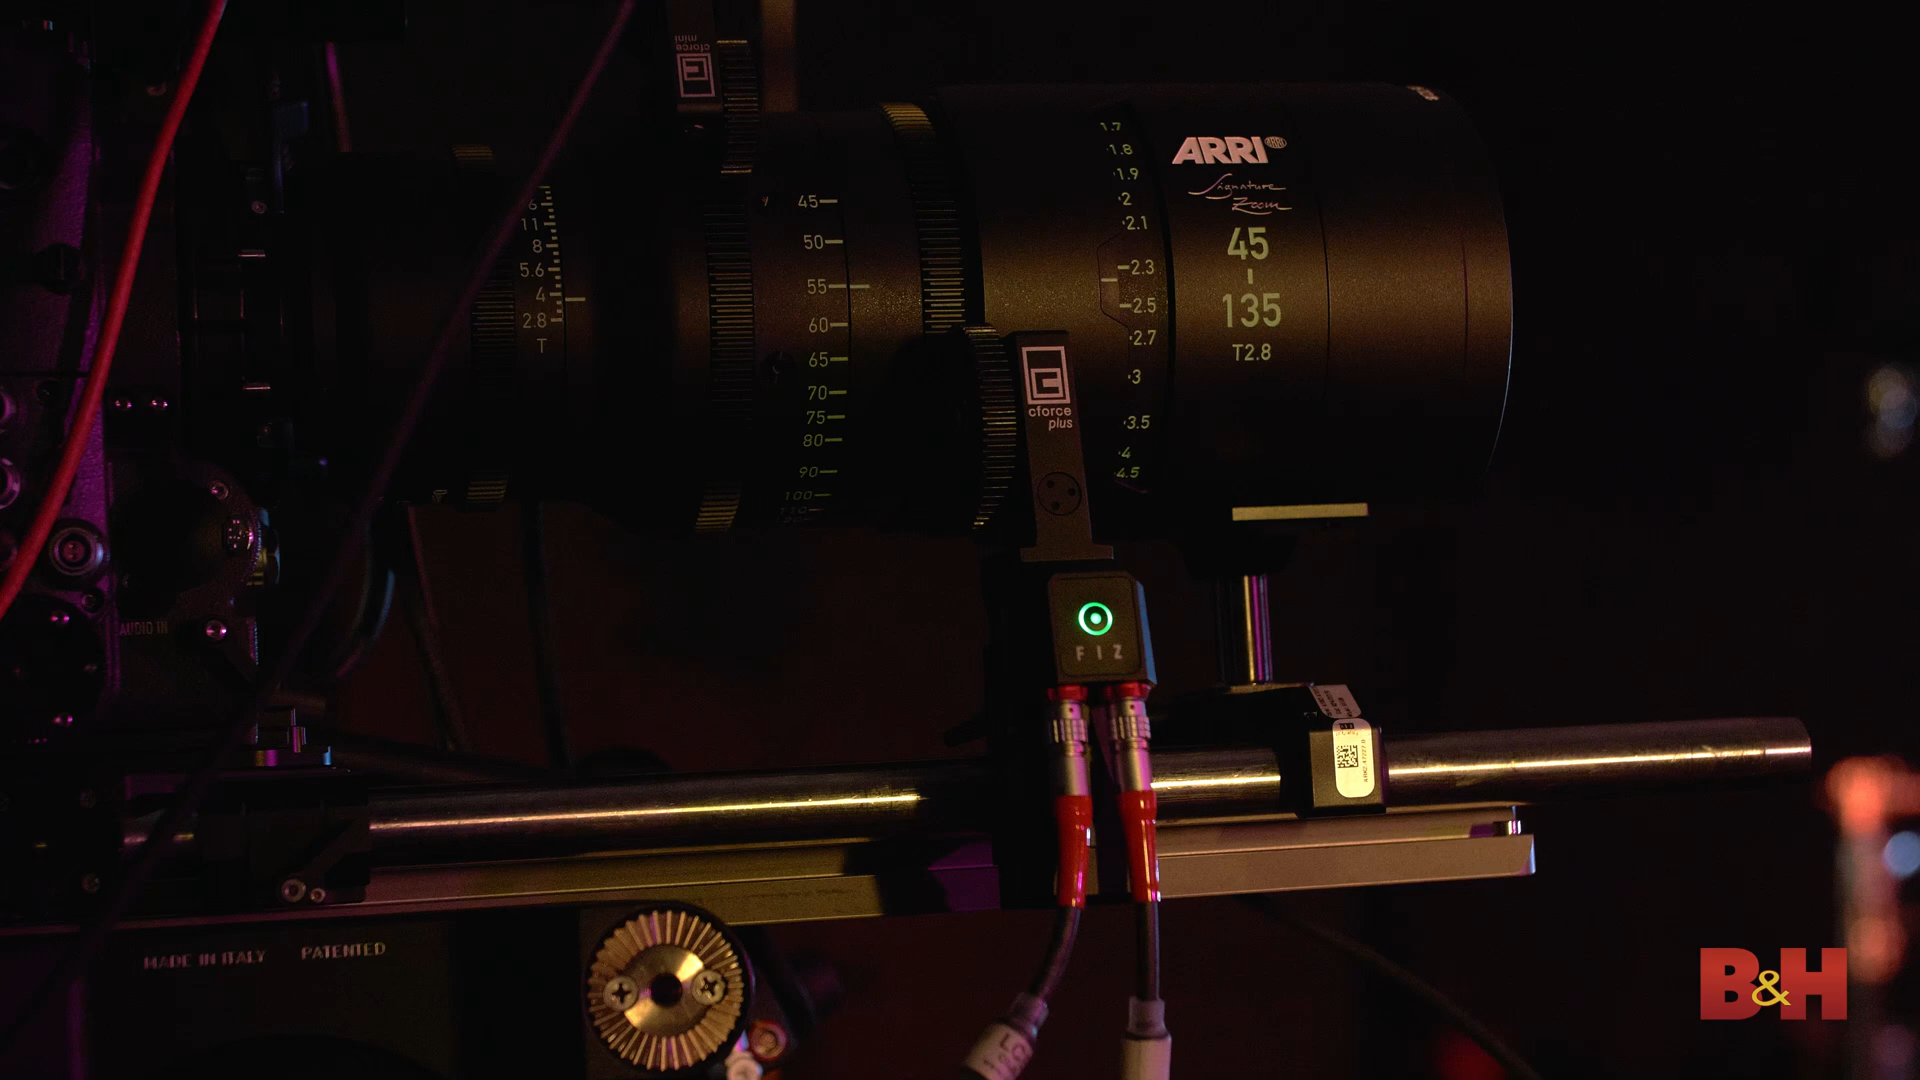 cforce
mini
ARRI
Signature
Zoom
45
135
T2.8
11
8
5.6
4
2.8
T
45
50
55
60
65
70
75
80
90
100
1.7
1.8
1.9
2
2.1
2.3
2.5
2.7
3
3.5
4
4.5
cforce
plus
F I Z
AUDIO IN
MADE IN ITALY PATENTED
B&H